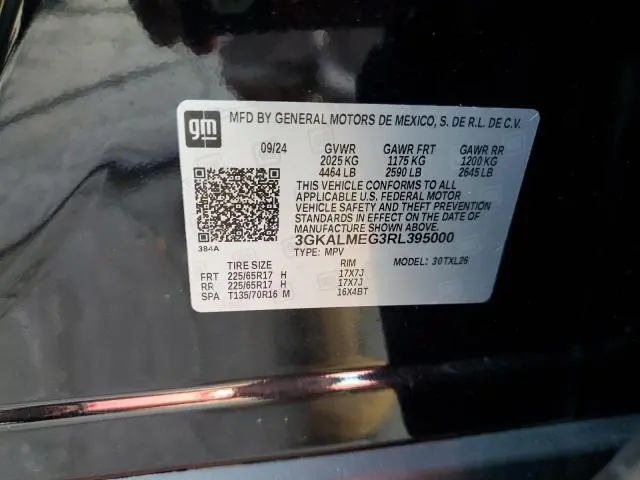 gm
MFD BY GENERAL MOTORS DE MEXICO, S. DE R.L. DE C.V.
09/24 GVWR GAWR FRT GAWR RR
2025 KG 1175 KG 1200 KG
4464 LB 2590 LB 2645 LB
THIS VEHICLE CONFORMS TO ALL
APPLICABLE U.S. FEDERAL MOTOR
VEHICLE SAFETY AND THEFT PREVENTION
STANDARDS IN EFFECT ON THE DATE OF
MANUFACTURE SHOWN ABOVE.
3GKALMEG3RL395000
384A TYPE: MPV MODEL: 30TXL26
TIRE SIZE RIM
FRT 225/65R17 H 17X7J
RR 225/65R17 H 17X7J
SPA T135/70R16 M 16X4BT